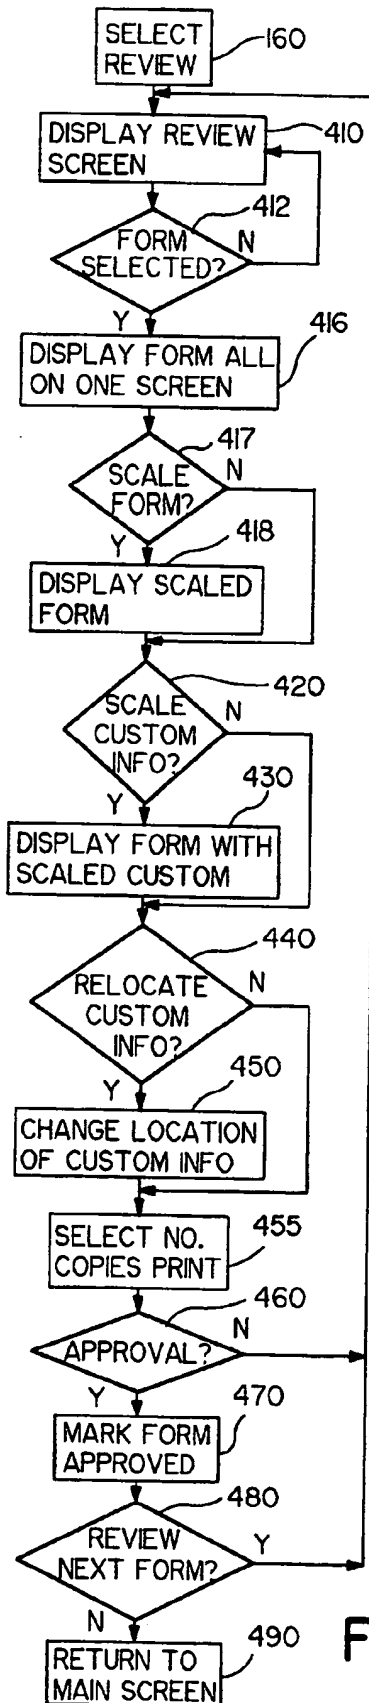 SELECT
REVIEW
160
DISPLAY REVIEW
SCREEN
410
412
FORM
SELECTED?
N
Y
416
DISPLAY FORM ALL
ON ONE SCREEN
417
SCALE
FORM?
N
Y
418
DISPLAY SCALED
FORM
420
SCALE
CUSTOM
INFO?
N
Y
430
DISPLAY FORM WITH
SCALED CUSTOM
440
RELOCATE
CUSTOM
INFO?
N
Y
450
CHANGE LOCATION
OF CUSTOM INFO
SELECT NO.
COPIES PRINT
455
460
APPROVAL?
N
Y
470
MARK FORM
APPROVED
480
REVIEW
NEXT FORM?
Y
N
RETURN TO
MAIN SCREEN
490
F